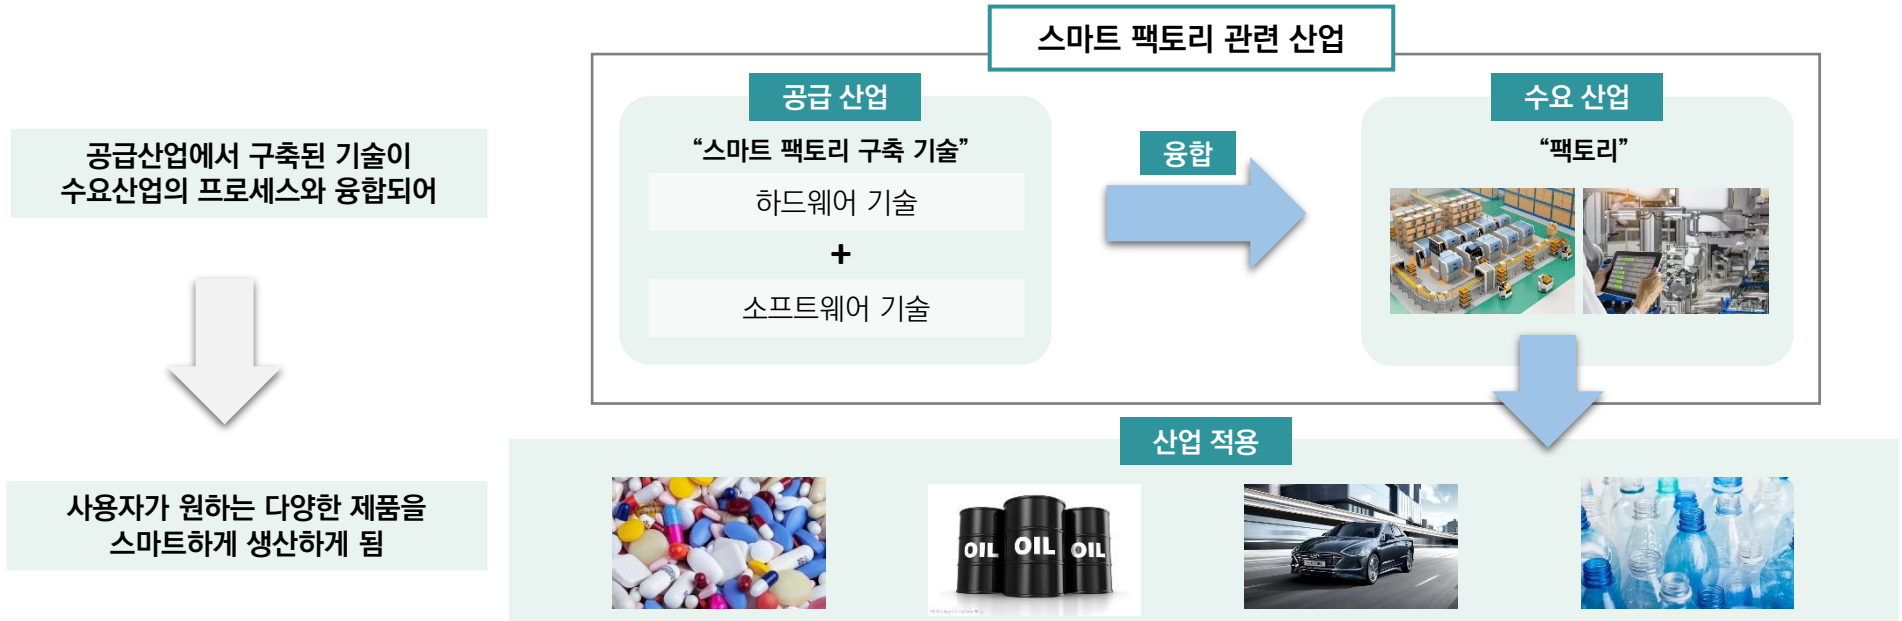 스마트 팩토리 관련 산업
공급 산업
수요 산업
“스마트 팩토리 구축 기술”
융합
“팩토리”
공급산업에서 구축된 기술이
수요산업의 프로세스와 융합되어
하드웨어 기술
+
소프트웨어 기술
산업 적용
사용자가 원하는 다양한 제품을
스마트하게 생산하게 됨
OIL
OIL
OIL